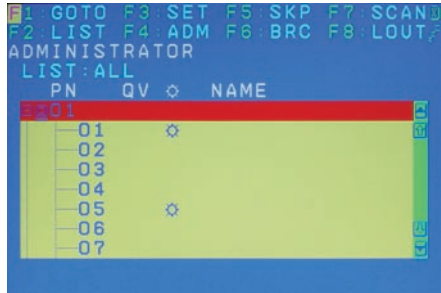 F1:GOTO F3:SET F5:SKP F7:SCAN
F2:LIST F4:ADM F6:BRC F8:LOUT
ADMINISTRATOR
LIST:ALL
PN QV ☼ NAME
01
01 ☼
02
03
04
05 ☼
06
07